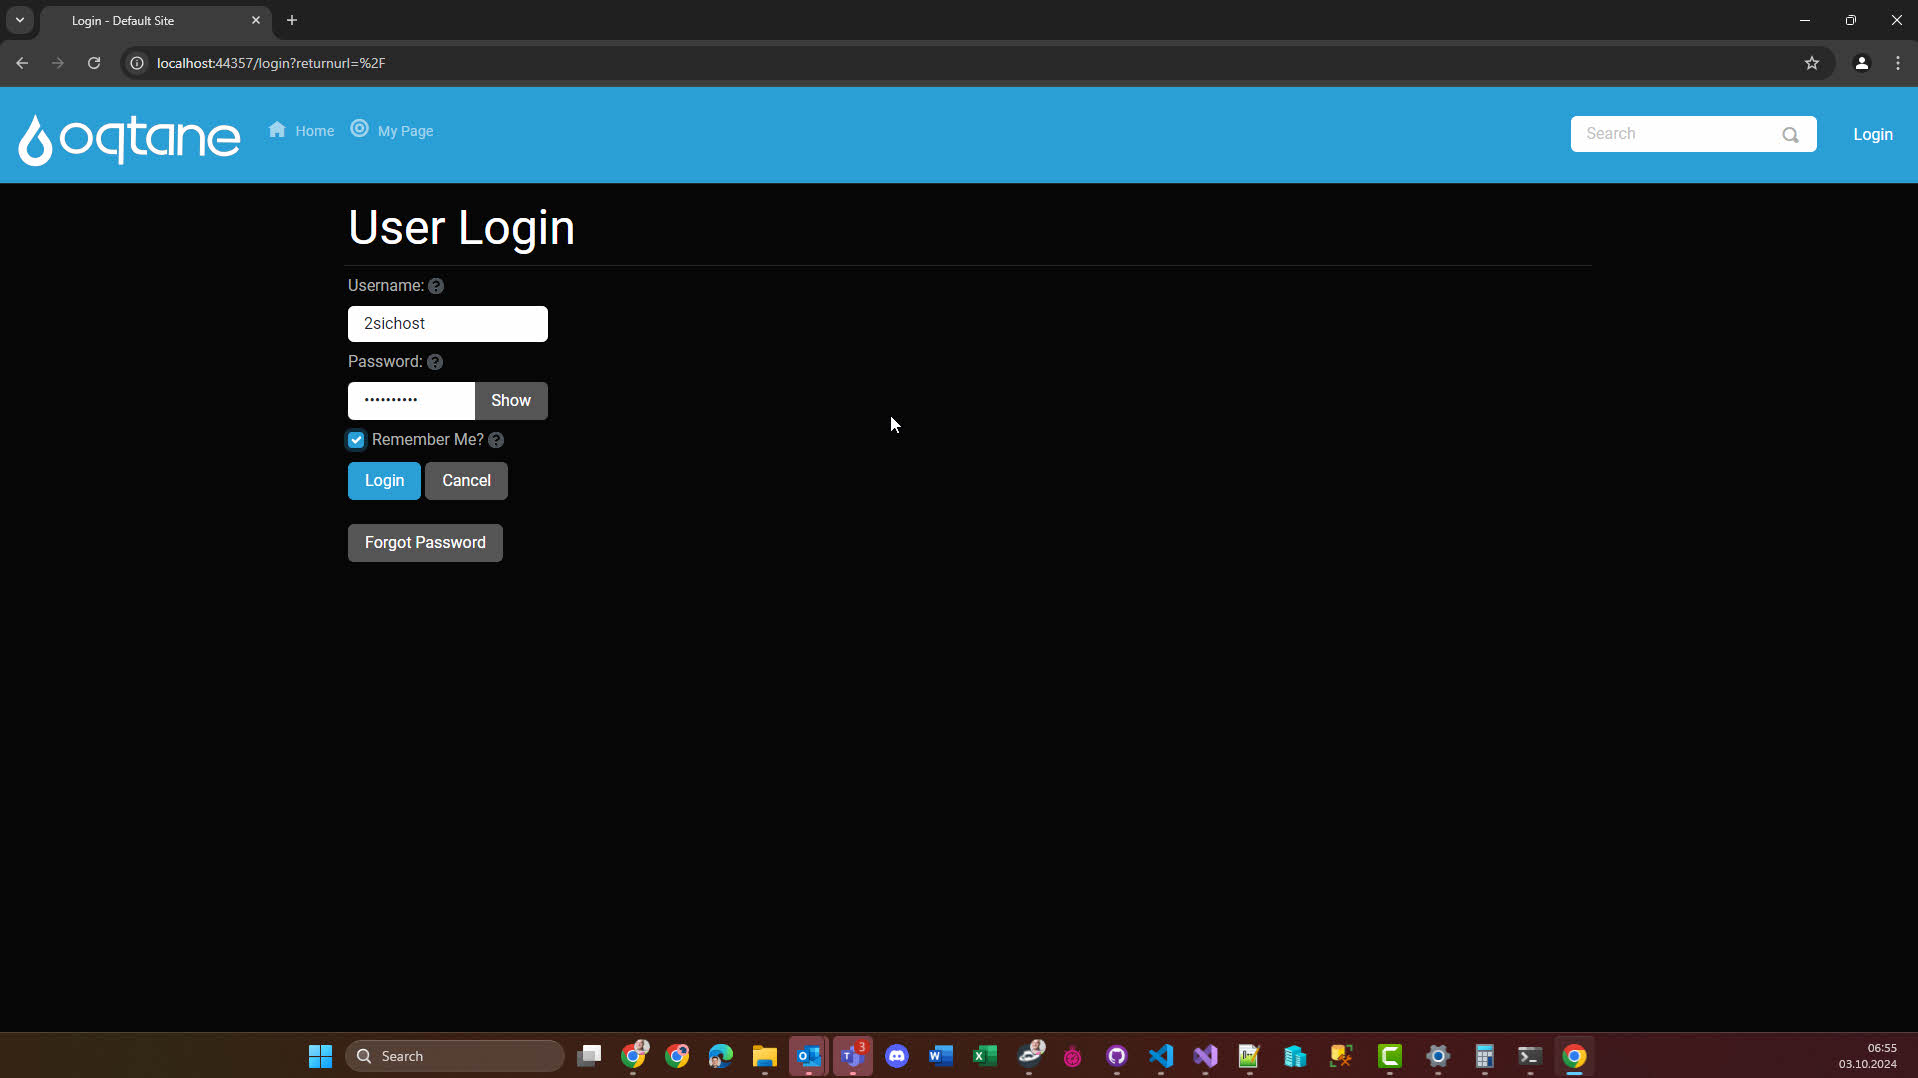 Login - Default Site
localhost:44357/login?returnurl=%2F
oqtane
Home
My Page
Search
Login
User Login
Username:
2sichost
Password:
••••••••••
Show
Remember Me?
Login
Cancel
Forgot Password
Search
3
06:55
03.10.2024